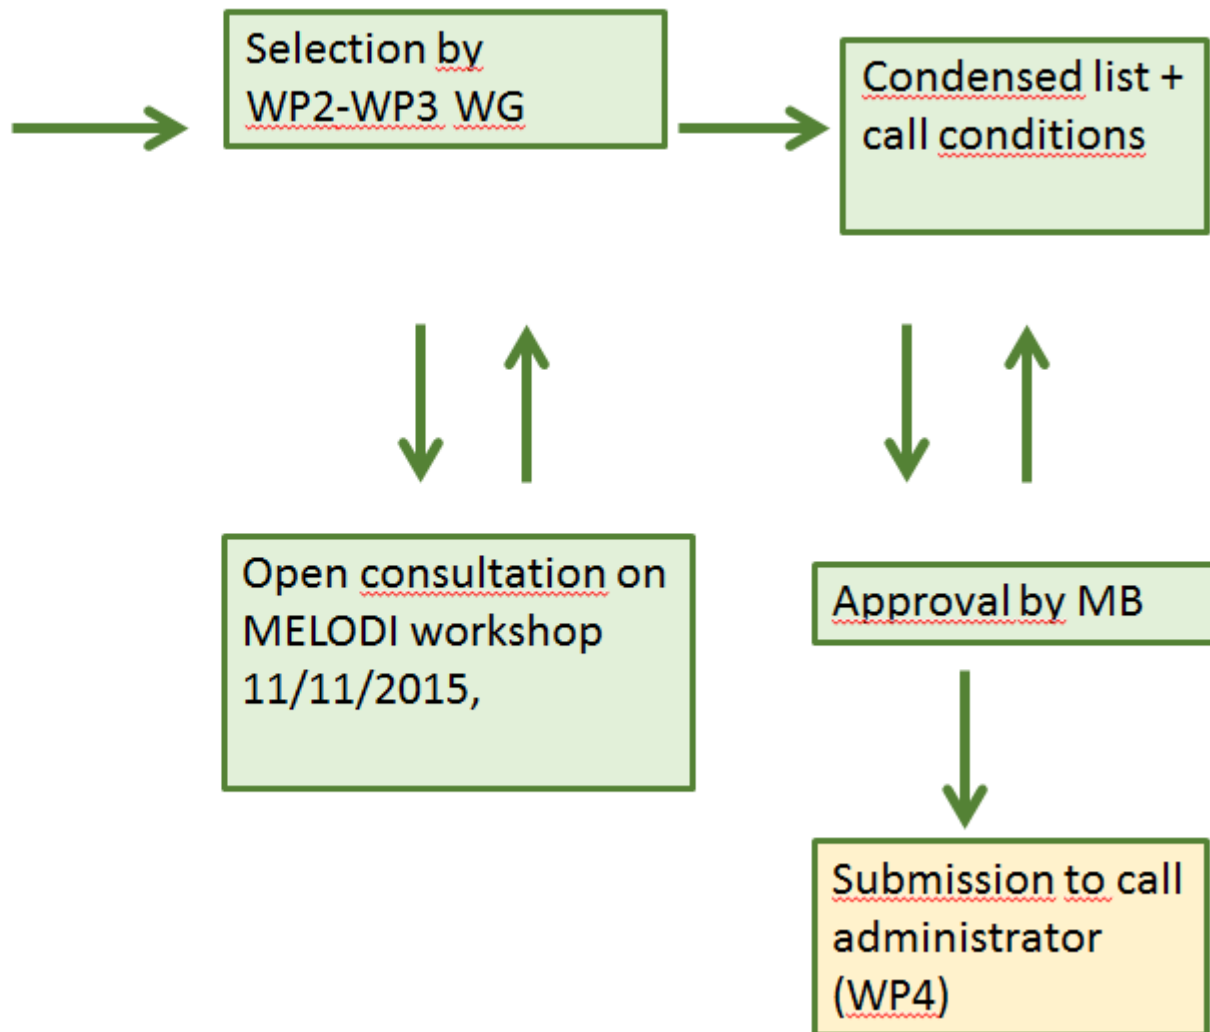 Selection by
WP2-WP3 WG
Condensed list +
call conditions
Open consultation on
MELODI workshop
11/11/2015,
Approval by MB
Submission to call
administrator
(WP4)